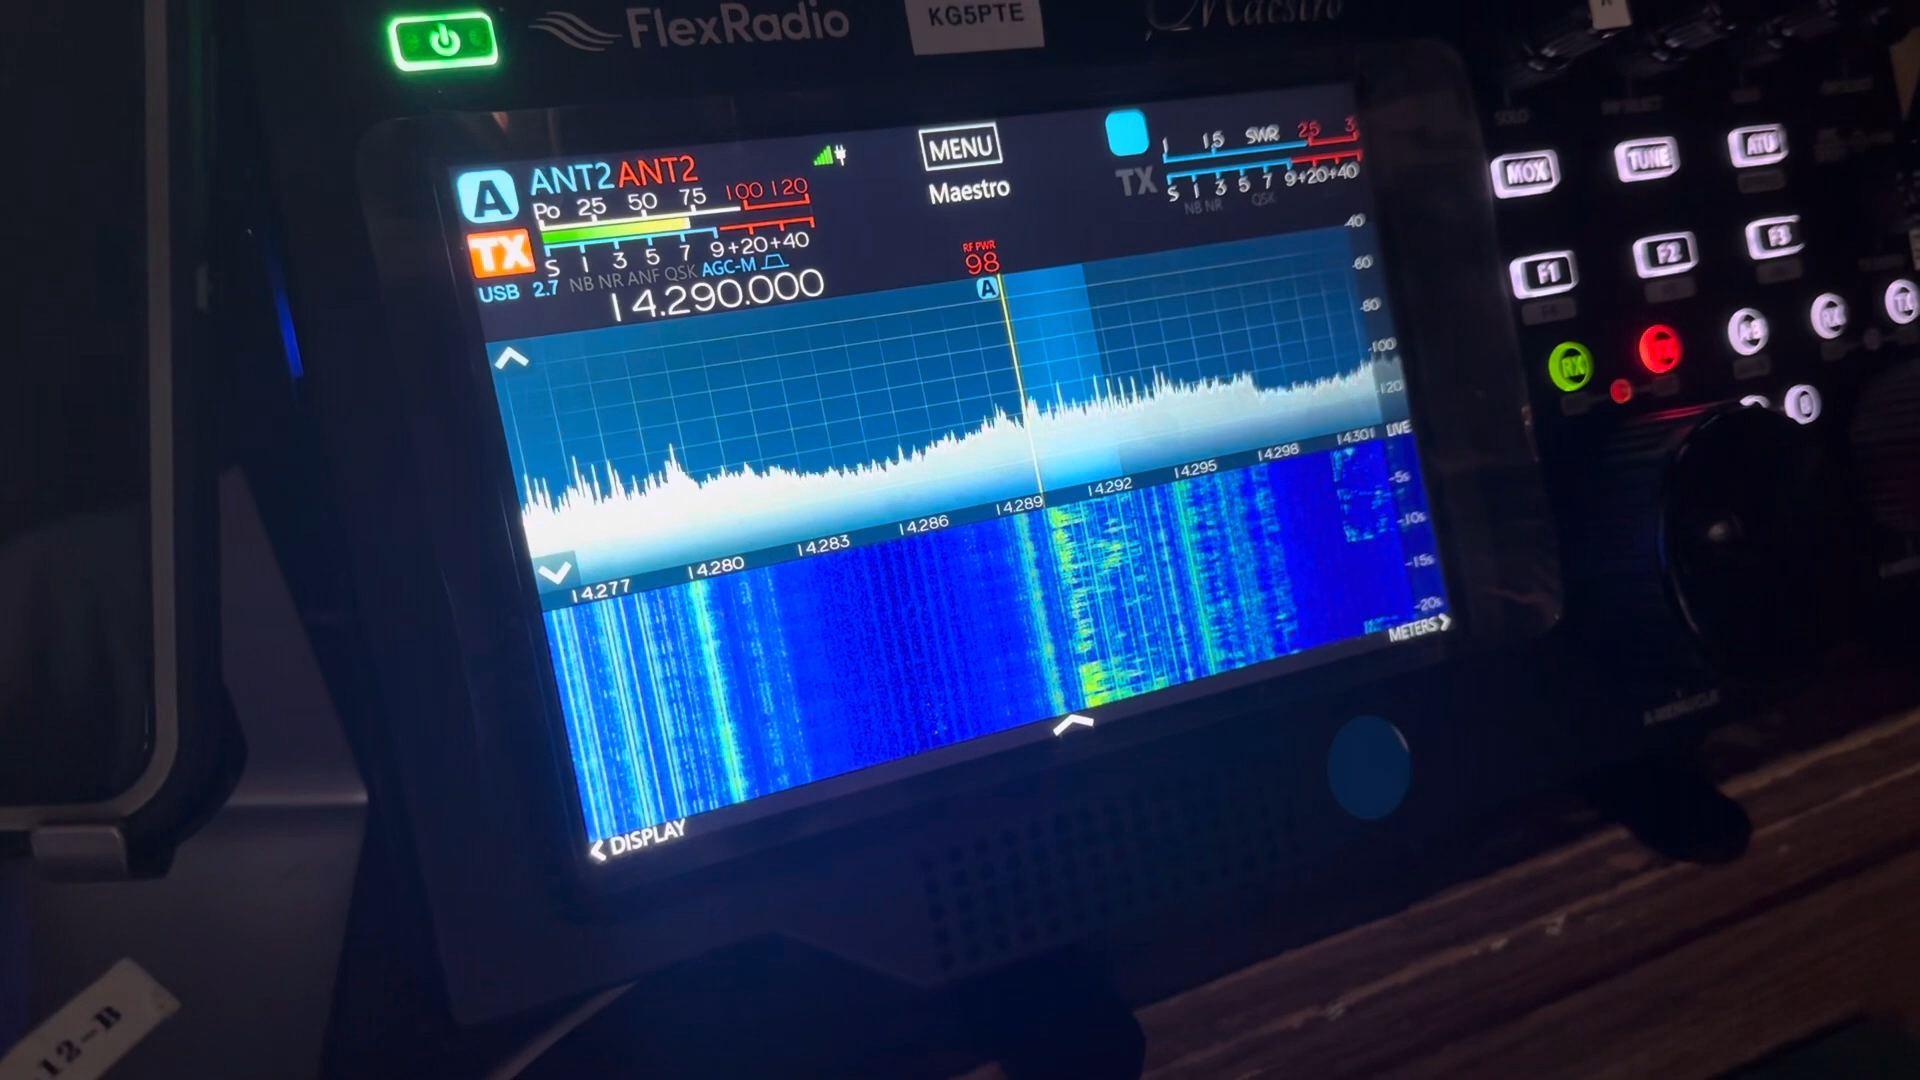 FlexRadio
KG5PTE
Maestro
A ANT2 ANT2
MENU
Maestro
1 1.5 SWR 2.5 3
TX
S 1 3 5 7 9 +20 +40
NB NR QSK
Po 25 50 75 100 120
TX
S 1 3 5 7 9 +20 +40
USB 2.7 NB NR ANF QSK AGC-M
14.290.000
RF PWR
98
A
-40
-60
-80
-100
-120
14.277 14.280 14.283 14.286 14.289 14.292 14.295 14.298 14.301 LIVE
-5s
-10s
-15s
-20s
METERS
DISPLAY
MOX TUNE ATU
F1 F2 F3
RX
12-B